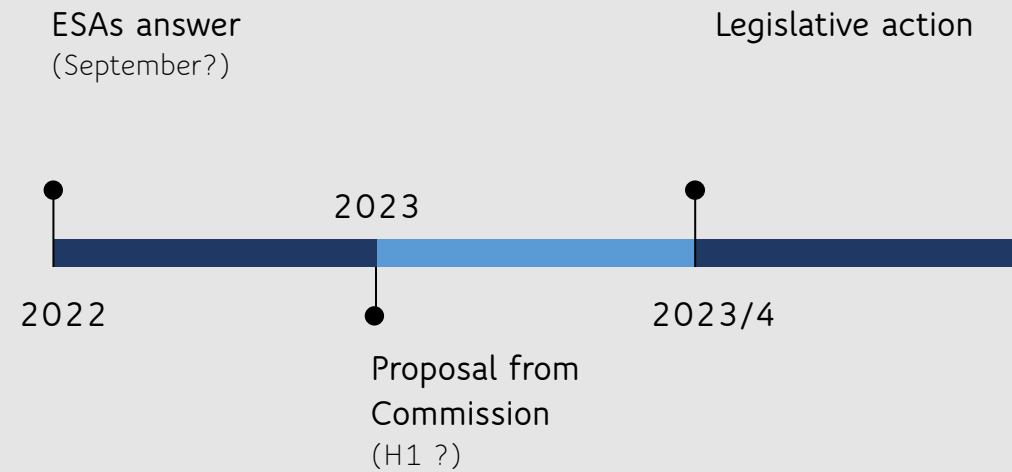 ESAs answer
(September?)
Legislative action
2023
2022
2023/4
Proposal from
Commission
(H1 ?)